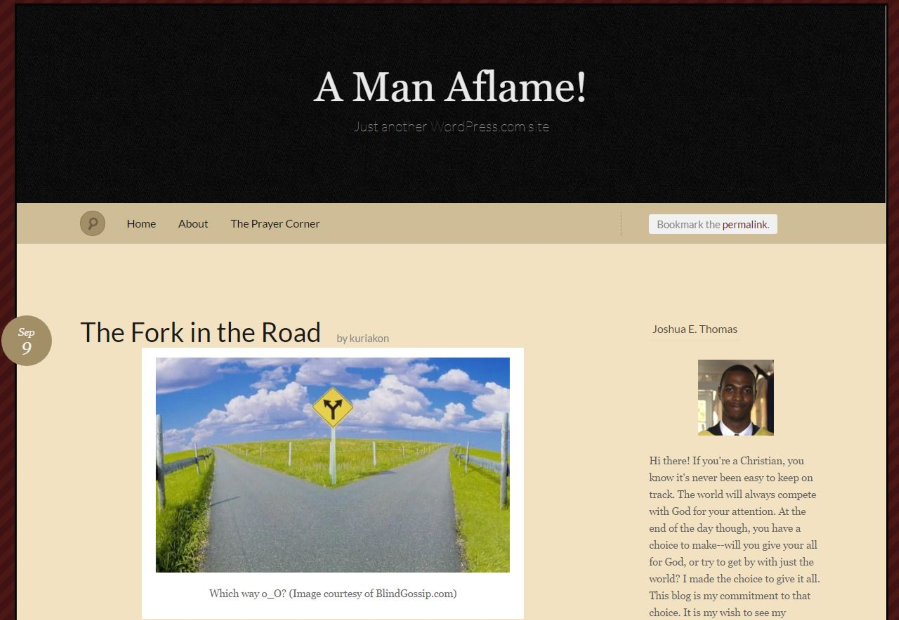 A Man Aflame!
Just another WordPress.com site
Home About The Prayer Corner
Bookmark the permalink.
Sep
9
The Fork in the Road by kuriakon
Which way o_O? (Image courtesy of BlindGossip.com)
Joshua E. Thomas
Hi there! If you're a Christian, you
know it's never been easy to keep on
track. The world will always compete
with God for your attention. At the
end of the day though, you have a
choice to make--will you give your all
for God, or try to get by with just the
world? I made the choice to give it all.
This blog is my commitment to that
choice. It is my wish to see my